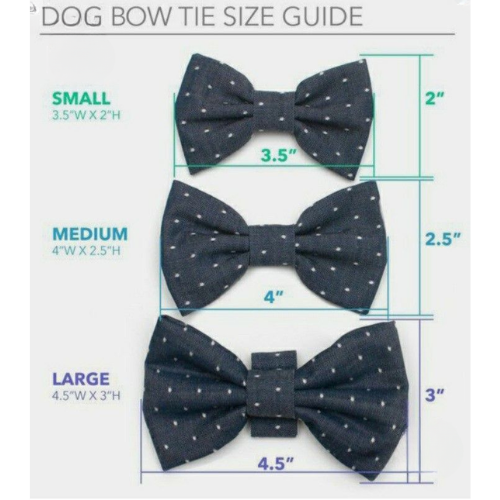 DOG BOW TIE SIZE GUIDE
SMALL
3.5"W X 2"H
2"
3.5"
MEDIUM
4"W X 2.5"H
2.5"
4"
LARGE
4.5"W X 3"H
3"
4.5"